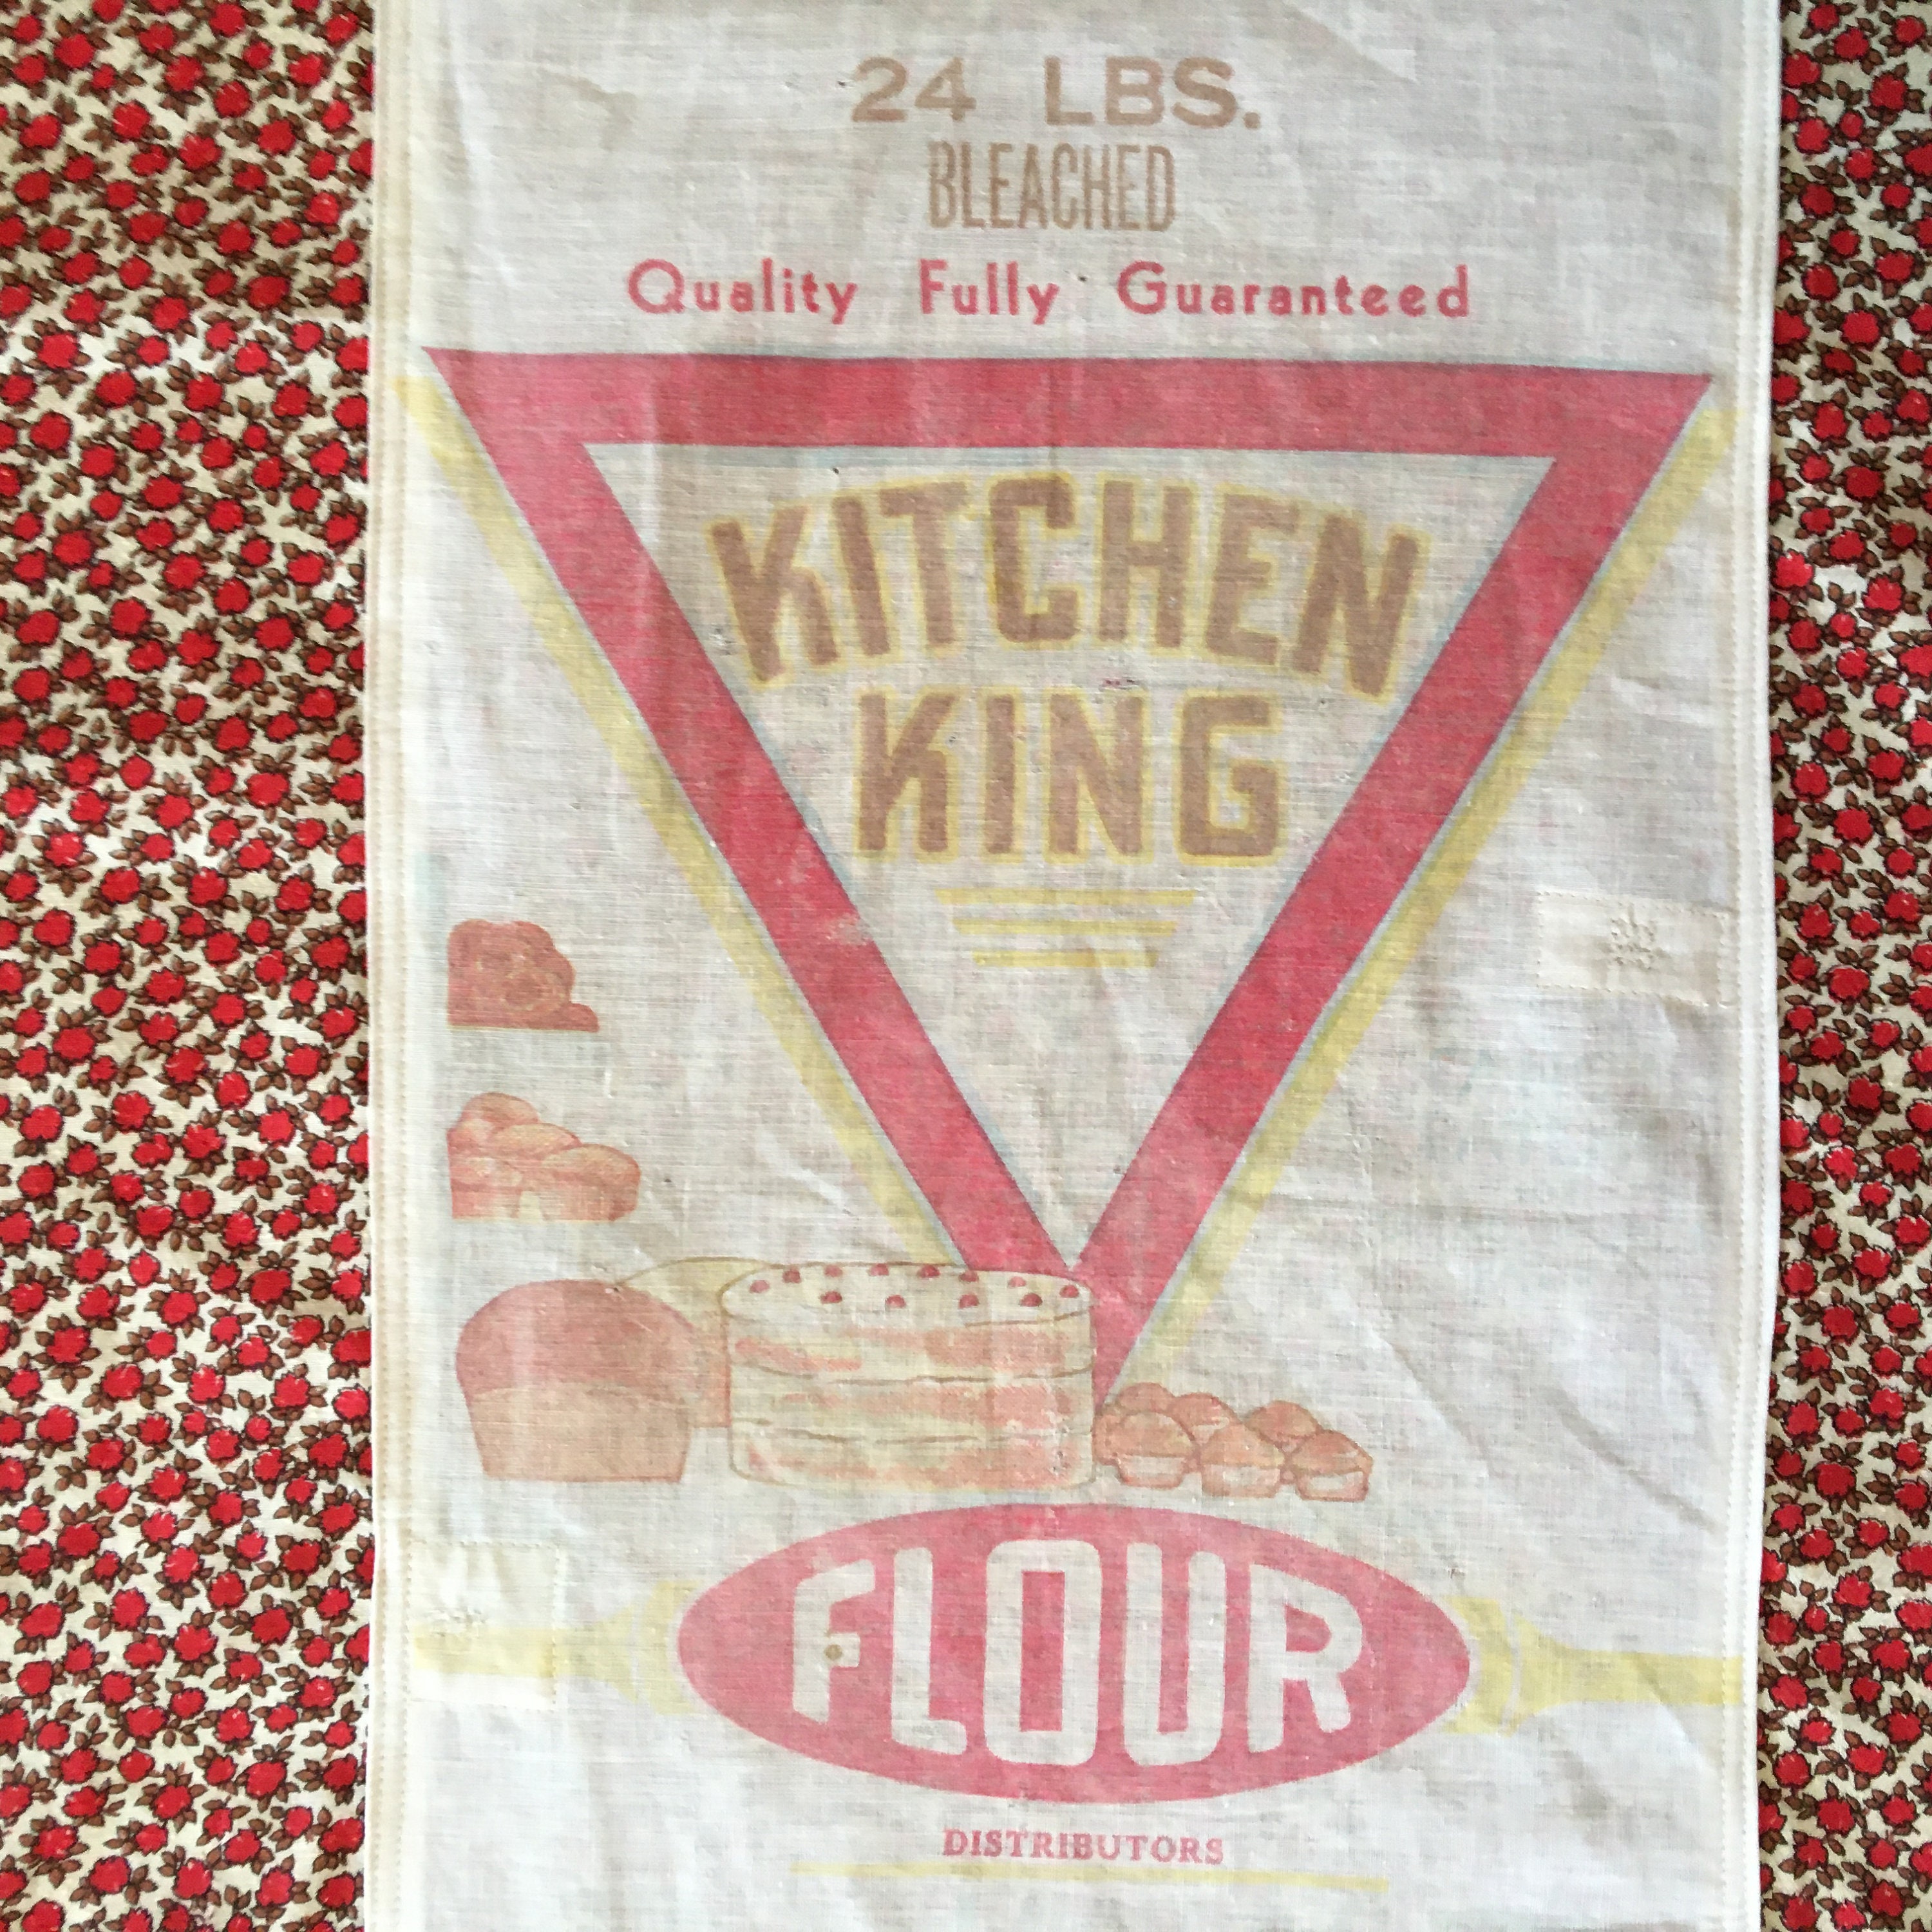 24 LBS.
BLEACHED
Quality Fully Guaranteed
KITCHEN
KING
FLOUR
DISTRIBUTORS